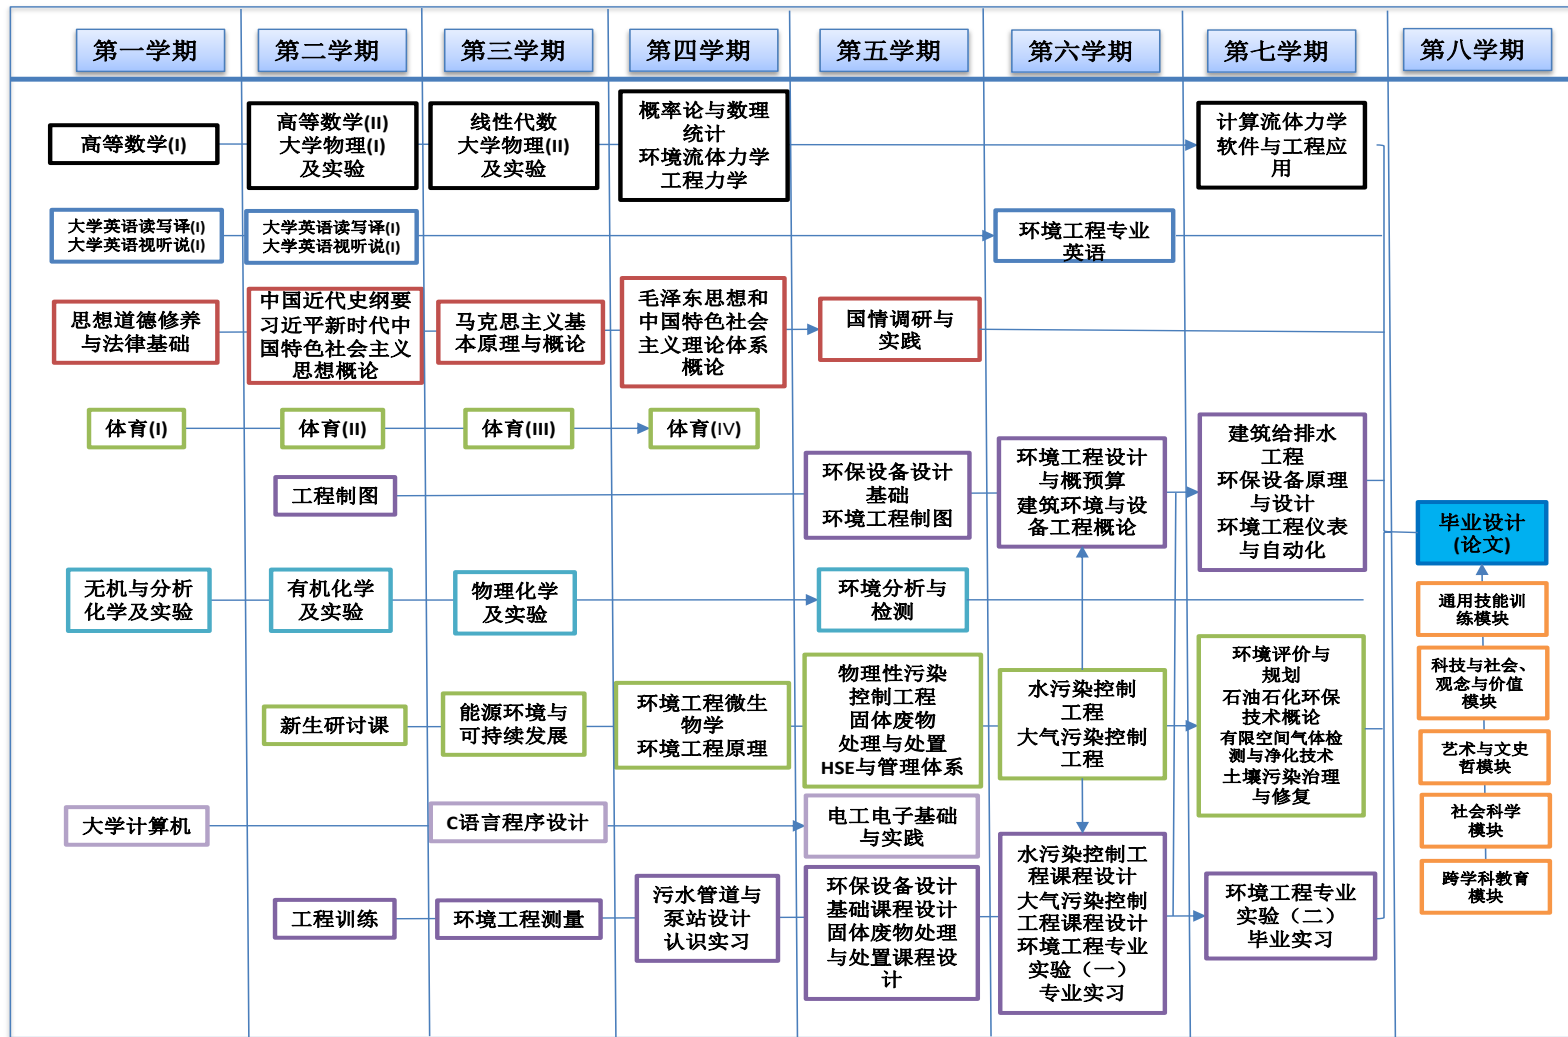 第一学期
第二学期
第三学期
第四学期
第五学期
第六学期
第七学期
第八学期
高等数学(I)
高等数学(II)
大学物理(I)
及实验
线性代数
大学物理(II)
及实验
概率论与数理
统计
环境流体力学
工程力学
计算流体力学
软件与工程应
用
大学英语读写译(I)
大学英语视听说(I)
大学英语读写译(I)
大学英语视听说(I)
环境工程专业
英语
思想道德修养
与法律基础
中国近代史纲要
习近平新时代中
国特色社会主义
思想概论
马克思主义基
本原理与概论
毛泽东思想和
中国特色社会
主义理论体系
概论
国情调研与
实践
体育(I)
体育(II)
体育(III)
体育(IV)
工程制图
环保设备设计
基础
环境工程制图
环境工程设计
与概预算
建筑环境与设
备工程概论
建筑给排水
工程
环保设备原理
与设计
环境工程仪表
与自动化
毕业设计
(论文)
无机与分析
化学及实验
有机化学
及实验
物理化学
及实验
环境分析与
检测
通用技能训
练模块
科技与社会、
观念与价值
模块
艺术与文史
哲模块
社会科学
模块
跨学科教育
模块
新生研讨课
能源环境与
可持续发展
环境工程微生
物学
环境工程原理
物理性污染
控制工程
固体废物
处理与处置
HSE与管理体系
水污染控制
工程
大气污染控制
工程
环境评价与
规划
石油石化环保
技术概论
有限空间气体检
测与净化技术
土壤污染治理
与修复
大学计算机
C语言程序设计
电工电子基础
与实践
工程训练
环境工程测量
污水管道与
泵站设计
认识实习
环保设备设计
基础课程设计
固体废物处理
与处置课程设
计
水污染控制工
程课程设计
大气污染控制
工程课程设计
环境工程专业
实验（一）
专业实习
环境工程专业
实验（二）
毕业实习